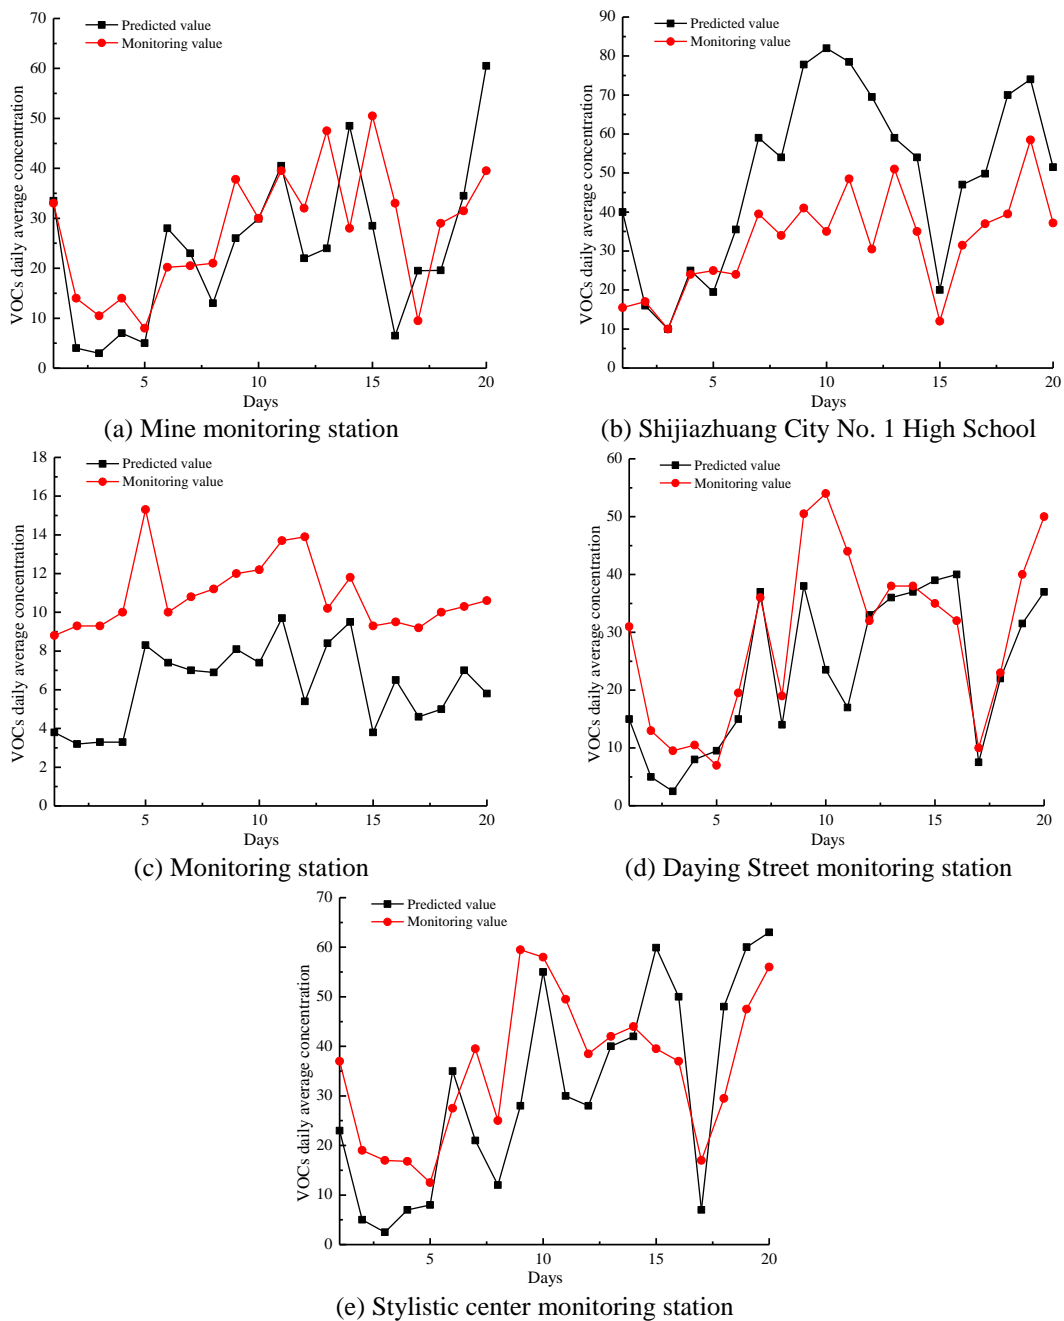 70
60
50
40
30
20
10
0
VOCs daily average concentration
Predicted value
Monitoring value
5 10 15 20
Days
(a) Mine monitoring station
90
80
70
60
50
40
30
20
10
0
VOCs daily average concentration
Predicted value
Monitoring value
5 10 15 20
Days
(b) Shijiazhuang City No. 1 High School
18
16
14
12
10
8
6
4
2
0
VOCs daily average concentration
Predicted value
Monitoring value
5 10 15 20
Days
(c) Monitoring station
60
50
40
30
20
10
0
VOCs daily average concentration
Predicted value
Monitoring value
5 10 15 20
Days
(d) Daying Street monitoring station
70
60
50
40
30
20
10
0
VOCs daily average concentration
Predicted value
Monitoring value
5 10 15 20
Days
(e) Stylistic center monitoring station